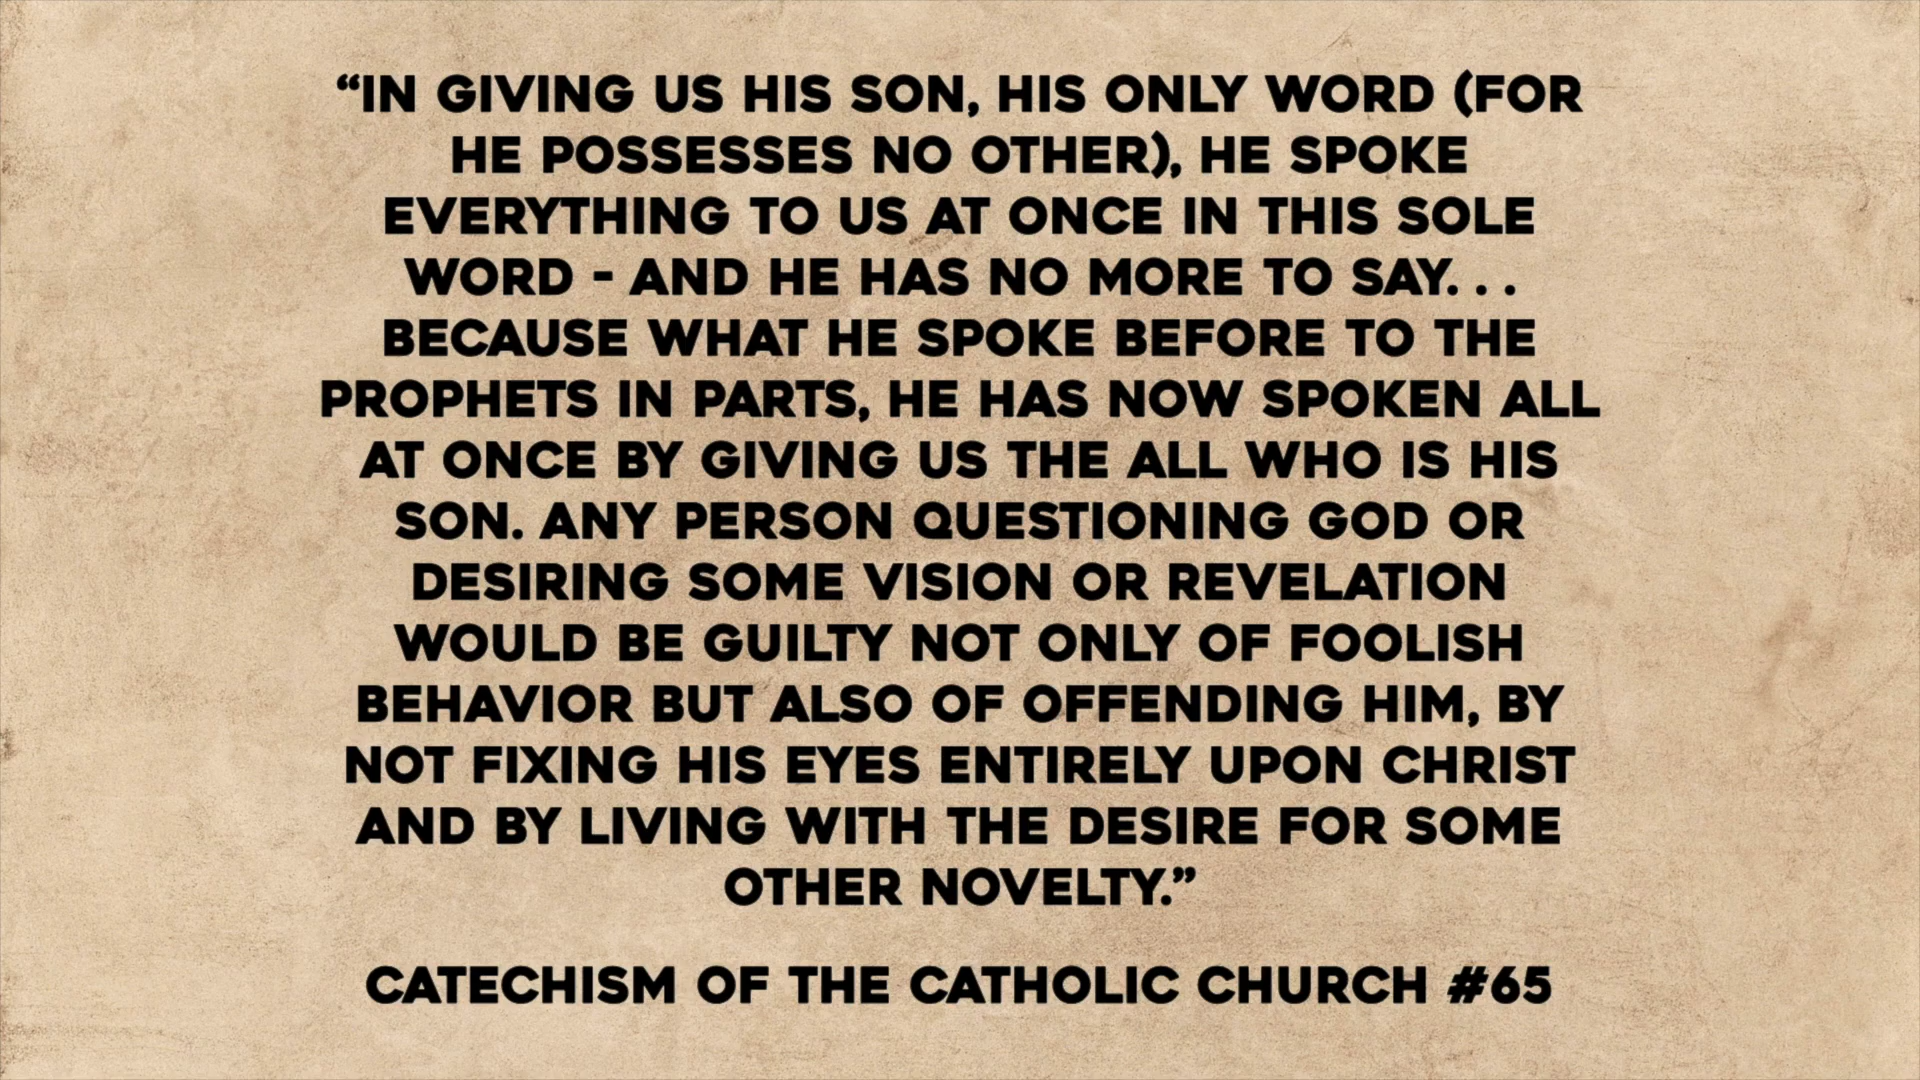 “IN GIVING US HIS SON, HIS ONLY WORD (FOR
HE POSSESSES NO OTHER), HE SPOKE
EVERYTHING TO US AT ONCE IN THIS SOLE
WORD - AND HE HAS NO MORE TO SAY. . .
BECAUSE WHAT HE SPOKE BEFORE TO THE
PROPHETS IN PARTS, HE HAS NOW SPOKEN ALL
AT ONCE BY GIVING US THE ALL WHO IS HIS
SON. ANY PERSON QUESTIONING GOD OR
DESIRING SOME VISION OR REVELATION
WOULD BE GUILTY NOT ONLY OF FOOLISH
BEHAVIOR BUT ALSO OF OFFENDING HIM, BY
NOT FIXING HIS EYES ENTIRELY UPON CHRIST
AND BY LIVING WITH THE DESIRE FOR SOME
OTHER NOVELTY.”
CATECHISM OF THE CATHOLIC CHURCH #65